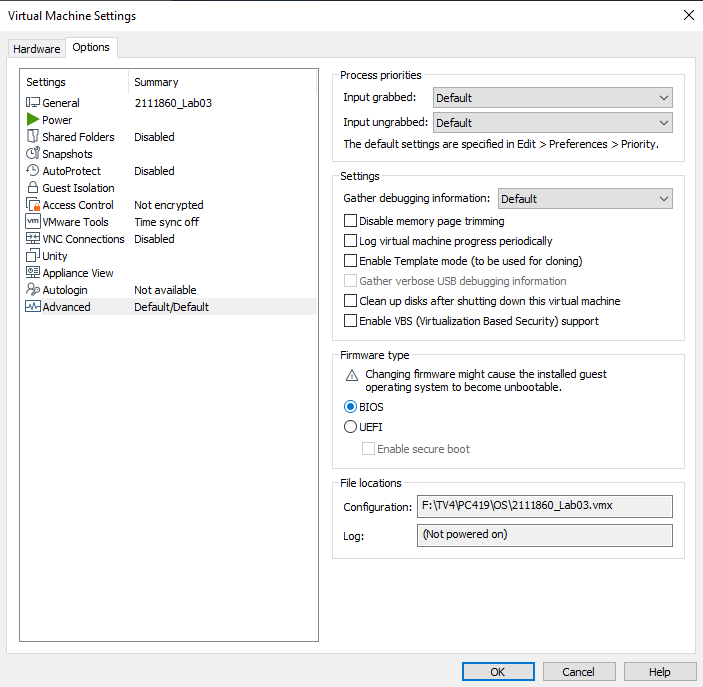 Virtual Machine Settings
Hardware Options
Settings Summary
General 2111860_Lab03
Power
Shared Folders Disabled
Snapshots
AutoProtect Disabled
Guest Isolation
Access Control Not encrypted
vm VMware Tools Time sync off
VNC Connections Disabled
Unity
Appliance View
Autologin Not available
Advanced Default/Default
Process priorities
Input grabbed: Default
Input ungrabbed: Default
The default settings are specified in Edit > Preferences > Priority.
Settings
Gather debugging information: Default
Disable memory page trimming
Log virtual machine progress periodically
Enable Template mode (to be used for cloning)
Gather verbose USB debugging information
Clean up disks after shutting down this virtual machine
Enable VBS (Virtualization Based Security) support
Firmware type
Changing firmware might cause the installed guest
operating system to become unbootable.
BIOS
UEFI
Enable secure boot
File locations
Configuration: F:\TV4\PC419\OS\2111860_Lab03.vmx
Log: (Not powered on)
OK Cancel Help